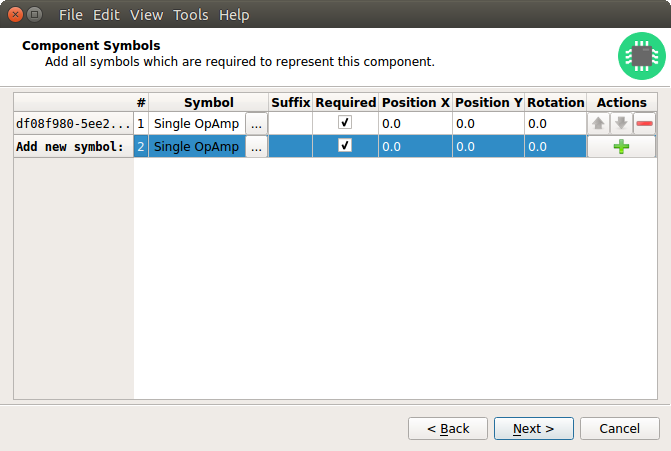 File Edit View Tools Help
Component Symbols
Add all symbols which are required to represent this component.
# Symbol Suffix Required Position X Position Y Rotation Actions
df08f980-5ee2... 1 Single OpAmp ... 0.0 0.0 0.0
Add new symbol: 2 Single OpAmp ... 0.0 0.0 0.0
< Back Next > Cancel